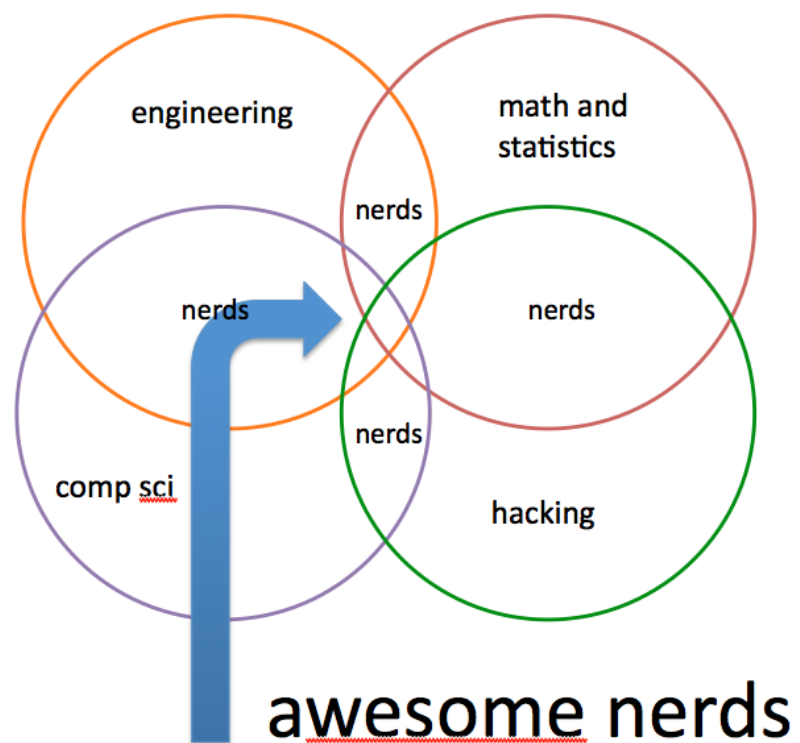 engineering
math and
statistics
nerds
nerds
nerds
nerds
comp sci
hacking
awesome nerds